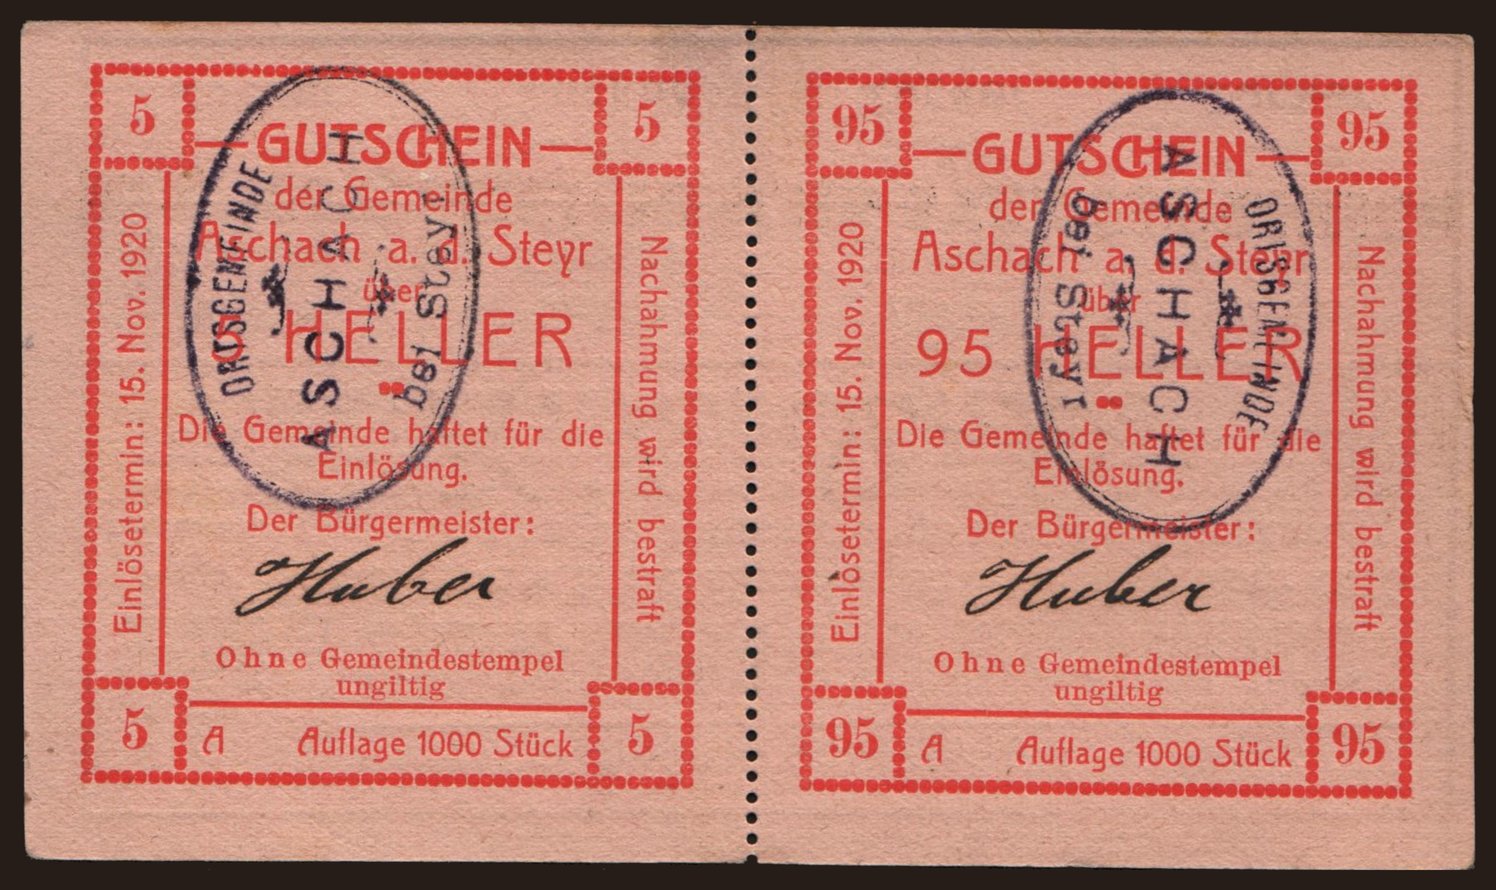 5
5
GUTSCHEIN
der Gemeinde
Aschach a. d. Steyr
über
5 HELLER
Die Gemeinde haftet für die
Einlösung.
Der Bürgermeister:
Huber
Ohne Gemeindestempel
ungiltig
5
A
Auflage 1000 Stück
5
Einlösetermin: 15. Nov. 1920
Nachahmung wird bestraft
ORTSGEMEINDE
ASCHACH
bei Steyr
95
95
GUTSCHEIN
der Gemeinde
Aschach a. d. Steyr
über
95 HELLER
Die Gemeinde haftet für die
Einlösung.
Der Bürgermeister:
Huber
Ohne Gemeindestempel
ungiltig
95
A
Auflage 1000 Stück
95
Einlösetermin: 15. Nov. 1920
Nachahmung wird bestraft
ORTSGEMEINDE
ASCHACH
bei Steyr